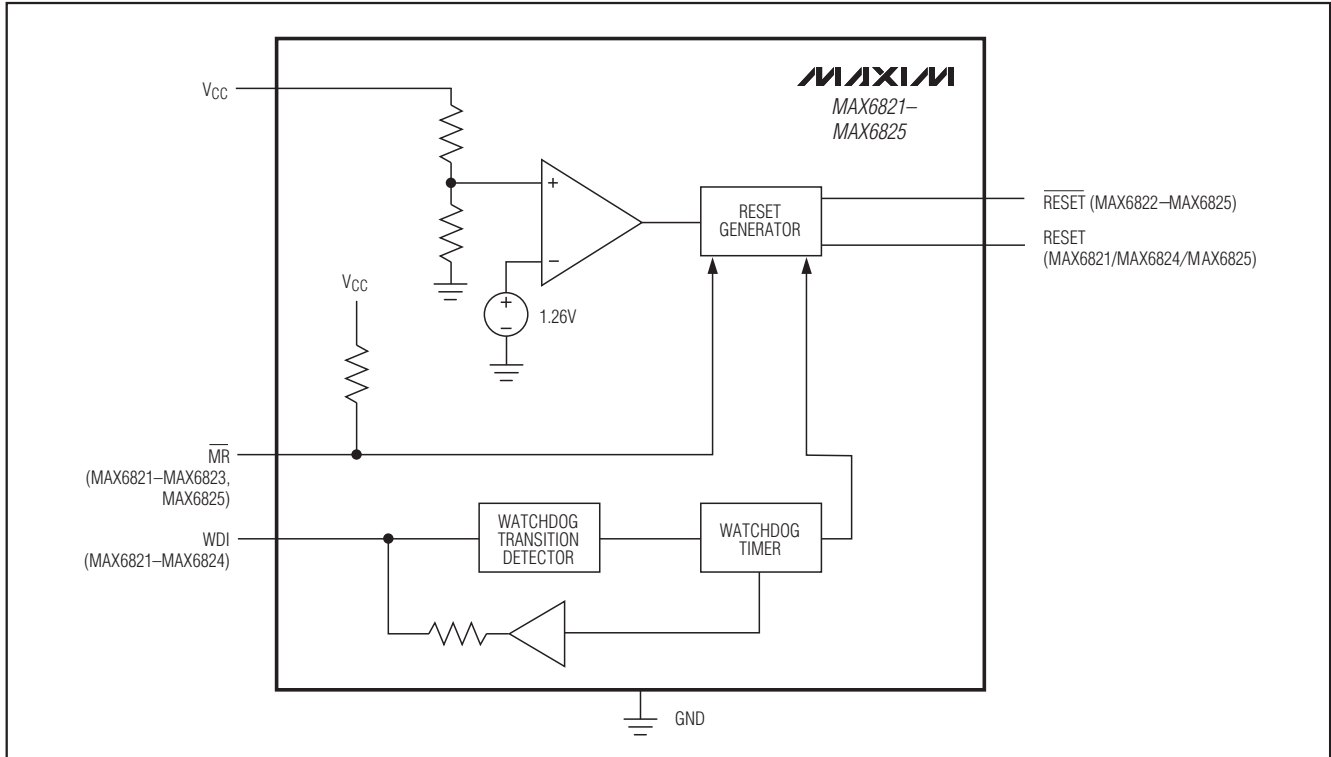 MAXIM
MAX6821–
MAX6825
VCC
+
−
RESET
GENERATOR
RESET (MAX6822–MAX6825)
RESET
(MAX6821/MAX6824/MAX6825)
VCC
+
−
1.26V
MR
(MAX6821–MAX6823,
MAX6825)
WDI
(MAX6821–MAX6824)
WATCHDOG
TRANSITION
DETECTOR
WATCHDOG
TIMER
GND